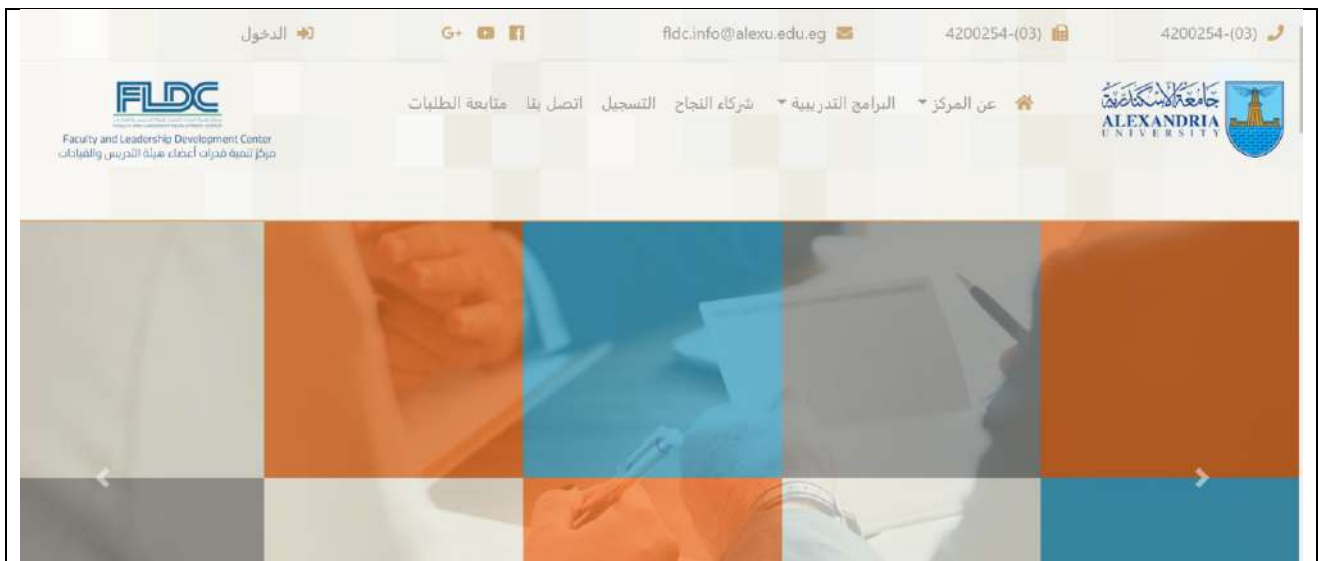 4200254-(03)
4200254-(03)
fldc.info@alexu.edu.eg
G+
الدخول
جامعة الإسكندرية
ALEXANDRIA
UNIVERSITY
عن المركز
البرامج التدريبية
شركاء النجاح
التسجيل
اتصل بنا
متابعة الطلبات
FLDC
Faculty and Leadership Development Center
مركز تنمية قدرات أعضاء هيئة التدريس والقيادات